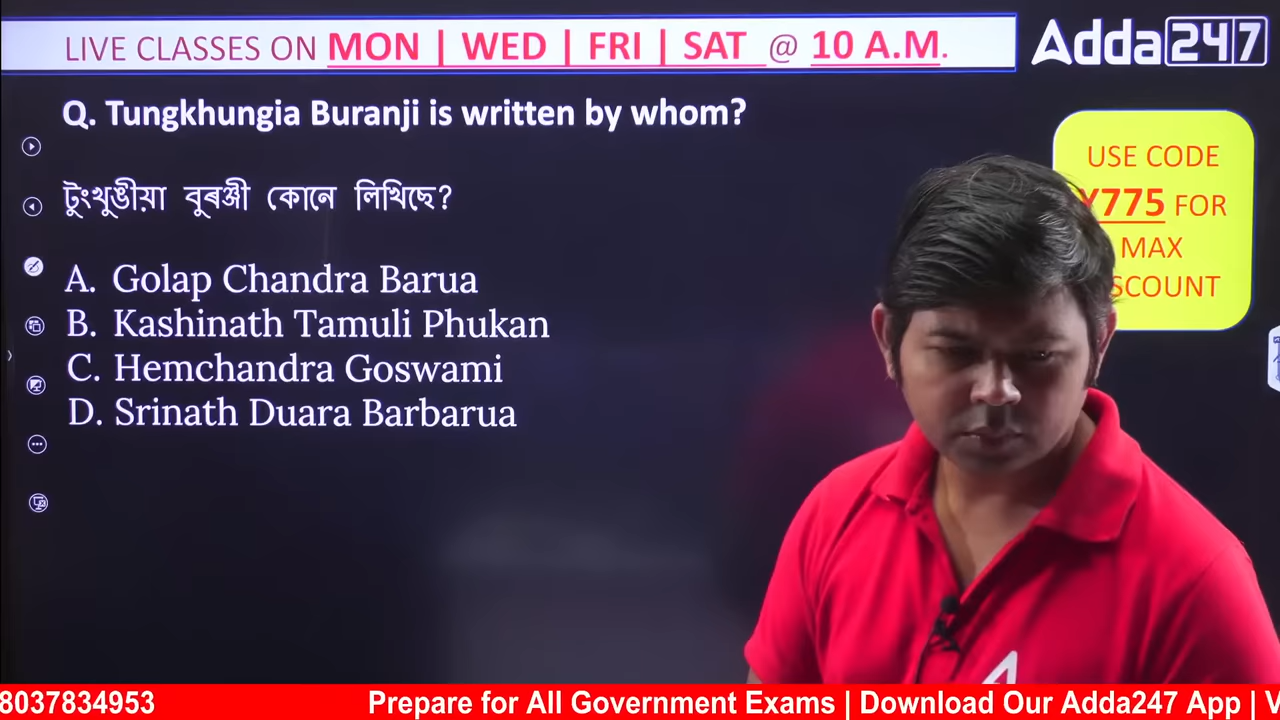 LIVE CLASSES ON MON | WED | FRI | SAT @ 10 A.M.
Adda247
Q. Tungkhungia Buranji is written by whom?
টুংখুঙীয়া বুৰঞ্জী কোনে লিখিছে?
A. Golap Chandra Barua
B. Kashinath Tamuli Phukan
C. Hemchandra Goswami
D. Srinath Duara Barbarua
USE CODE
Y775 FOR
MAX
SCOUNT
8037834953 Prepare for All Government Exams | Download Our Adda247 App | V